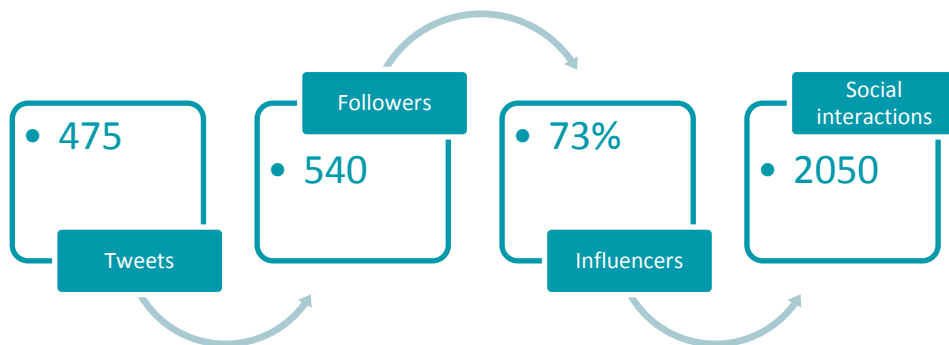 • 475
Tweets
Followers
• 540
• 73%
Influencers
Social
interactions
• 2050